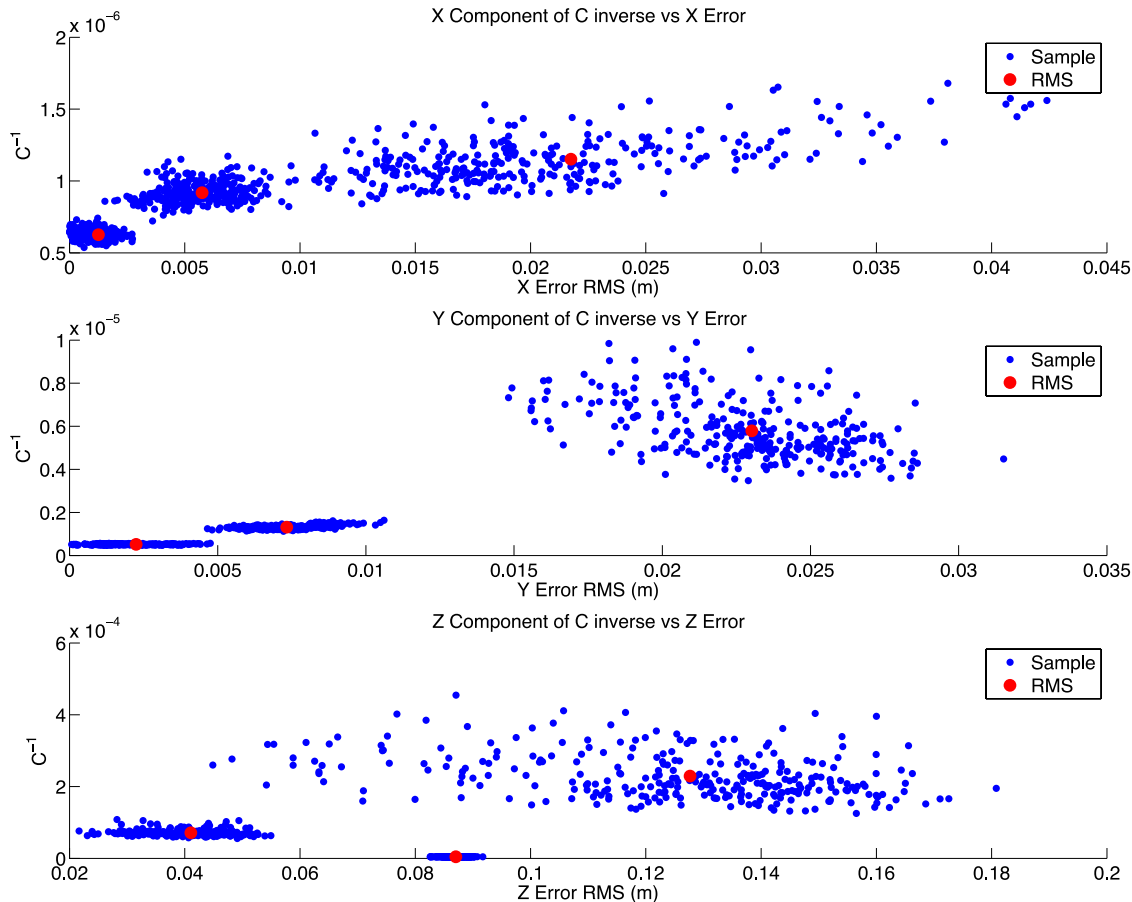 X Component of C inverse vs X Error
x 10⁻⁶
2
1.5
1
0.5
C⁻¹
0 0.005 0.01 0.015 0.02 0.025 0.03 0.035 0.04 0.045
X Error RMS (m)
Sample
RMS
Y Component of C inverse vs Y Error
x 10⁻⁵
1
0.8
0.6
0.4
0.2
0
C⁻¹
0 0.005 0.01 0.015 0.02 0.025 0.03 0.035
Y Error RMS (m)
Sample
RMS
Z Component of C inverse vs Z Error
x 10⁻⁴
6
4
2
0
C⁻¹
0.02 0.04 0.06 0.08 0.1 0.12 0.14 0.16 0.18 0.2
Z Error RMS (m)
Sample
RMS